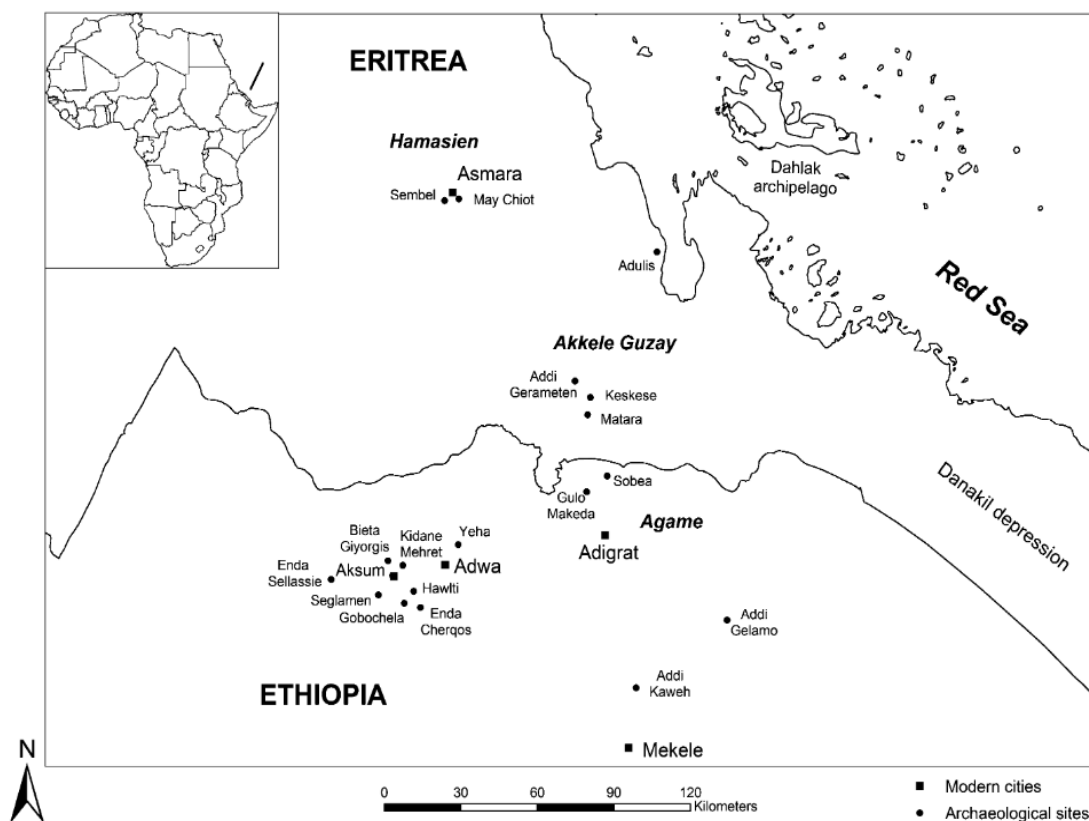 ERITREA
Hamasien
Asmara
Sembel
May Chiot
Dahlak
archipelago
Adulis
Red Sea
Akkele Guzay
Addi
Gerameten
Keskese
Matara
Danakil depression
Sobea
Gulo
Makeda
Agame
Adigrat
Bieta
Giyorgis
Kidane
Mehret
Yeha
Adwa
Enda
Sellassie
Aksum
Hawlti
Seglamen
Gobochela
Enda
Cherqos
Addi
Gelamo
Addi
Kaweh
ETHIOPIA
Mekele
N
0 30 60 90 120
Kilometers
Modern cities
Archaeological sites